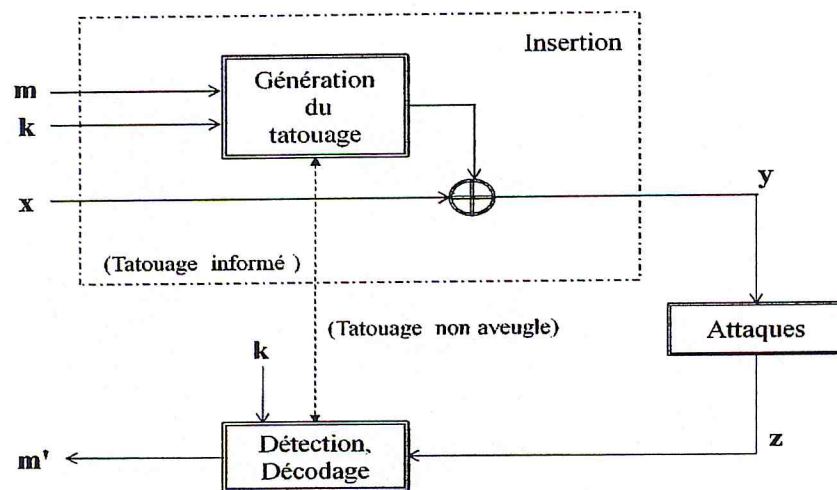 Insertion
Génération
du
tatouage
m
k
x
y
(Tatouage informé )
(Tatouage non aveugle)
Attaques
k
z
Détection,
Décodage
m'